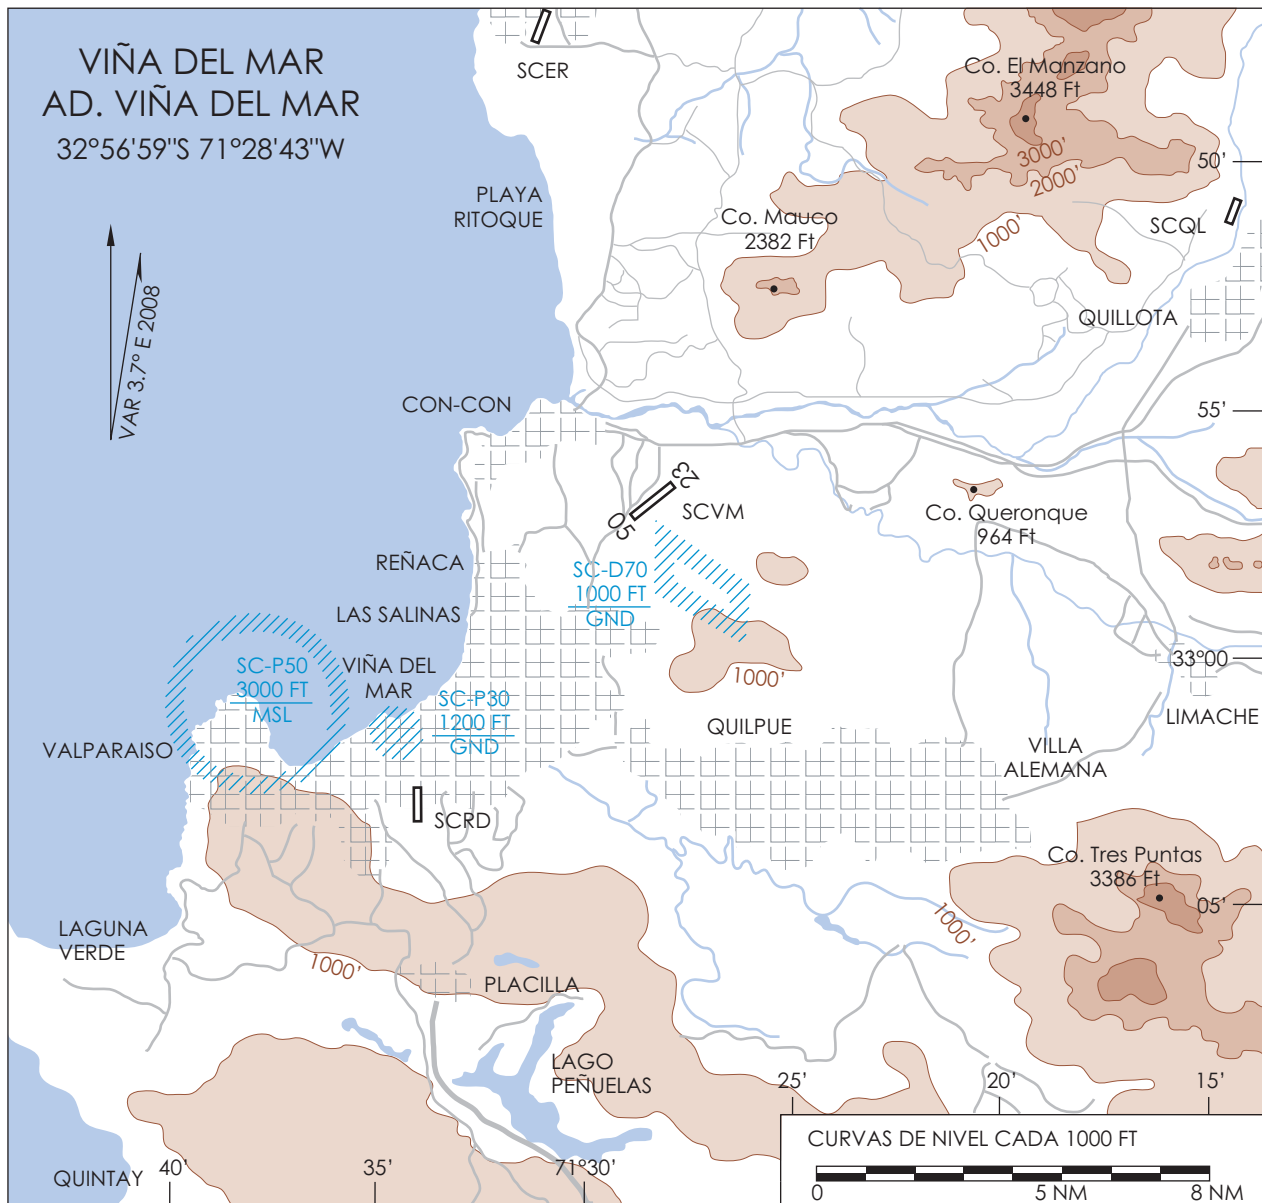 VIÑA DEL MAR
AD. VIÑA DEL MAR
32°56'59"S 71°28'43"W
SCER
Co. El Manzano
3448 Ft
3000'
2000'
1000'
50'
PLAYA
RITOQUE
Co. Mauco
2382 Ft
SCQL
VAR 3.7° E 2008
QUILLOTA
CON-CON
55'
23
05
SCVM
Co. Queronque
964 Ft
REÑACA
SC-D70
1000 FT
GND
LAS SALINAS
SC-P50
3000 FT
MSL
VIÑA DEL
MAR
SC-P30
1200 FT
GND
1000'
33°00'
VALPARAISO
QUILPUE
LIMACHE
VILLA
ALEMANA
SCRD
Co. Tres Puntas
3386 Ft
05'
1000'
LAGUNA
VERDE
1000'
PLACILLA
LAGO
PEÑUELAS
25'
20'
15'
QUINTAY
40'
35'
71°30'
CURVAS DE NIVEL CADA 1000 FT
0
5 NM
8 NM